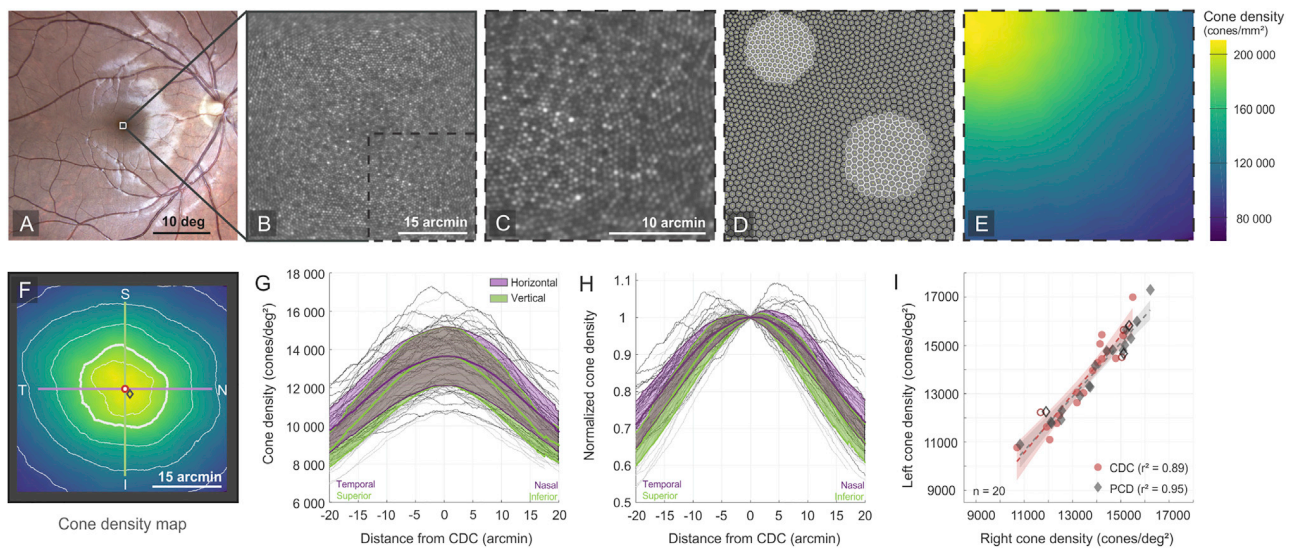 Cone density
(cones/mm²)
200 000
160 000
120 000
80 000
A
10 deg
B
15 arcmin
C
10 arcmin
D
E
F
S
T
N
I
15 arcmin
Cone density map
G
18 000
16 000
14 000
12 000
10 000
8 000
6 000
Cone density (cones/deg²)
Horizontal
Vertical
Temporal
Superior
Nasal
Inferior
-20 -15 -10 -5 0 5 10 15 20
Distance from CDC (arcmin)
H
1.1
1
0.9
0.8
0.7
0.6
0.5
Normalized cone density
Temporal
Superior
Nasal
Inferior
-20 -15 -10 -5 0 5 10 15 20
Distance from CDC (arcmin)
I
17000
15000
13000
11000
9000
Left cone density (cones/deg²)
CDC (r² = 0.89)
PCD (r² = 0.95)
n = 20
9000 11000 13000 15000 17000
Right cone density (cones/deg²)